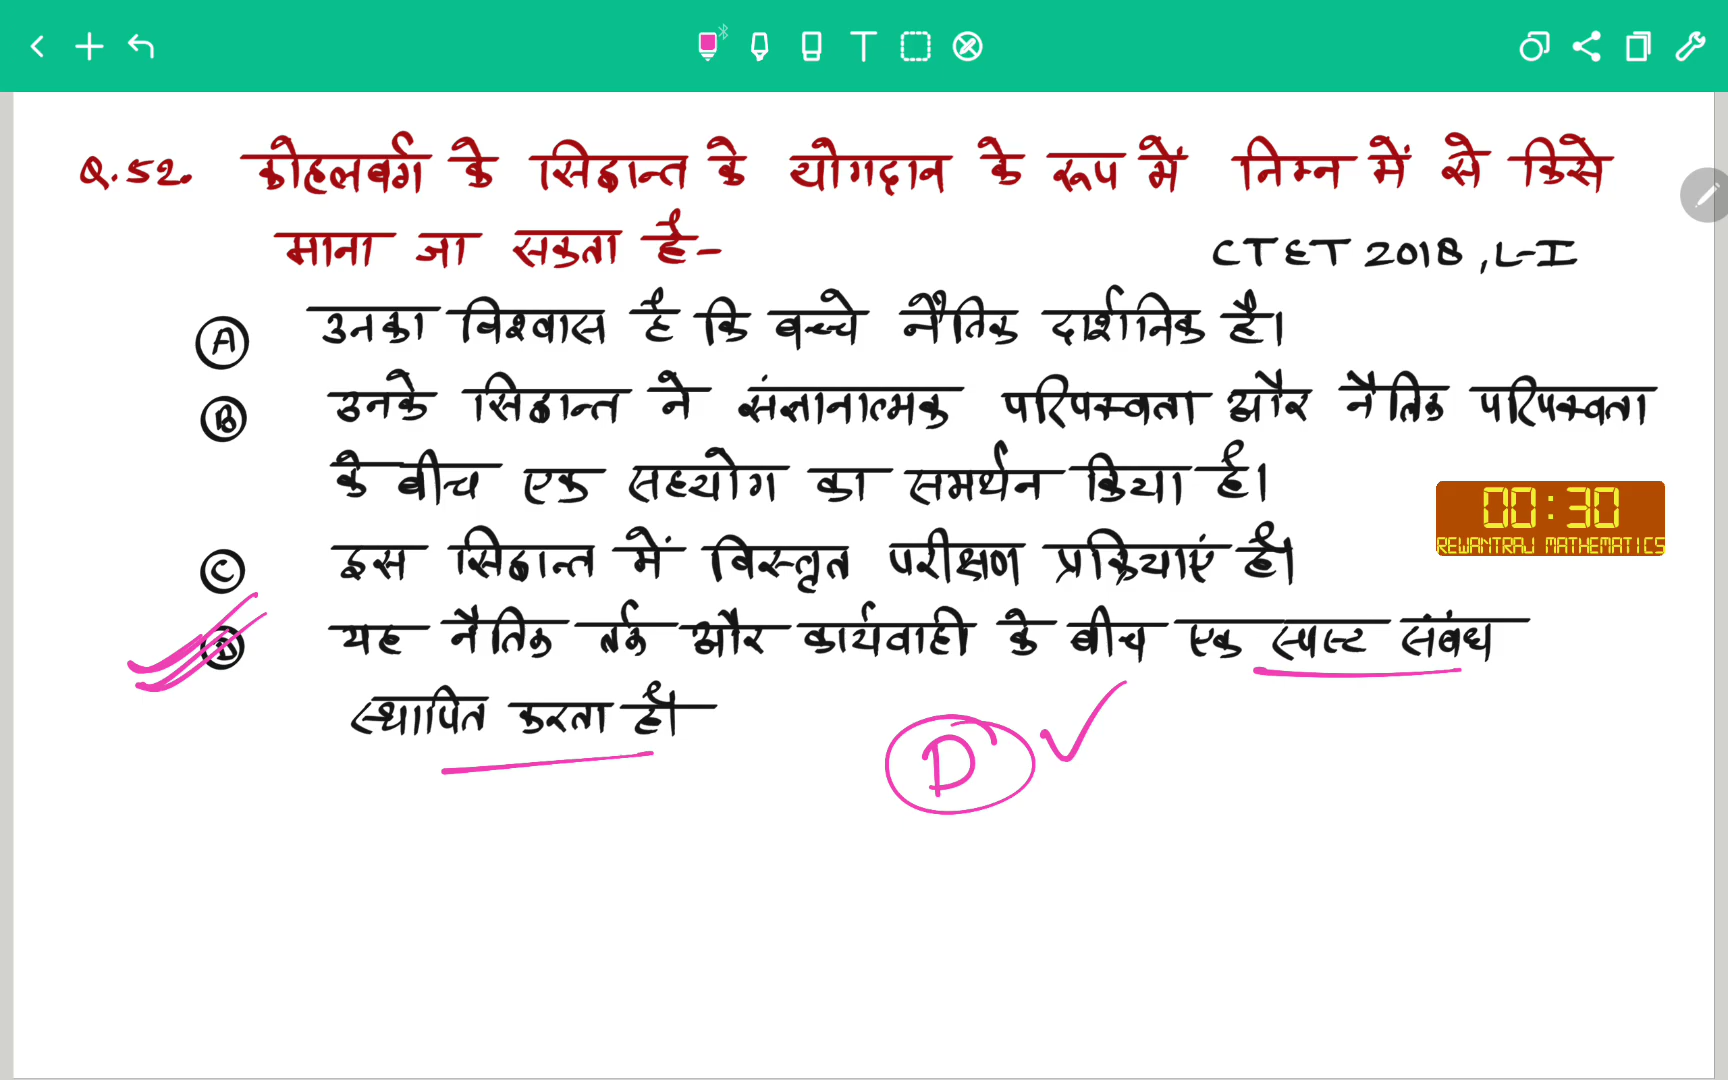 Q.52. कोहलबर्ग के सिद्धान्त के योगदान के रूप में निम्न में से किसे
माना जा सकता है-
CTET 2018, L-I
A उनका विश्वास है कि बच्चे नैतिक दार्शनिक है।
B उनके सिद्धान्त ने संज्ञानात्मक परिपक्वता और नैतिक परिपक्वता
के बीच एक सहयोग का समर्थन किया है।
C इस सिद्धान्त में विस्तृत परीक्षण प्रक्रियाएं है।
D यह नैतिक तर्क और कार्यवाही के बीच एक स्पस्ट संबंध
स्थापित करता है।
D
00:30
REWANTRAJ MATHEMATICS
T